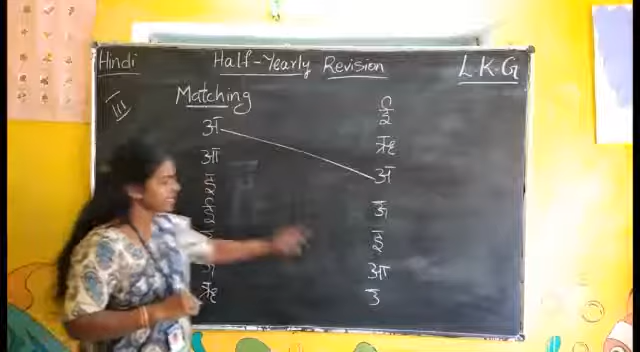 Hindi
Half-Yearly Revision
L.K.G
III
Matching
अ ई
आ ऋ
इ अ
ई ऊ
इ
आ
ऋ उ